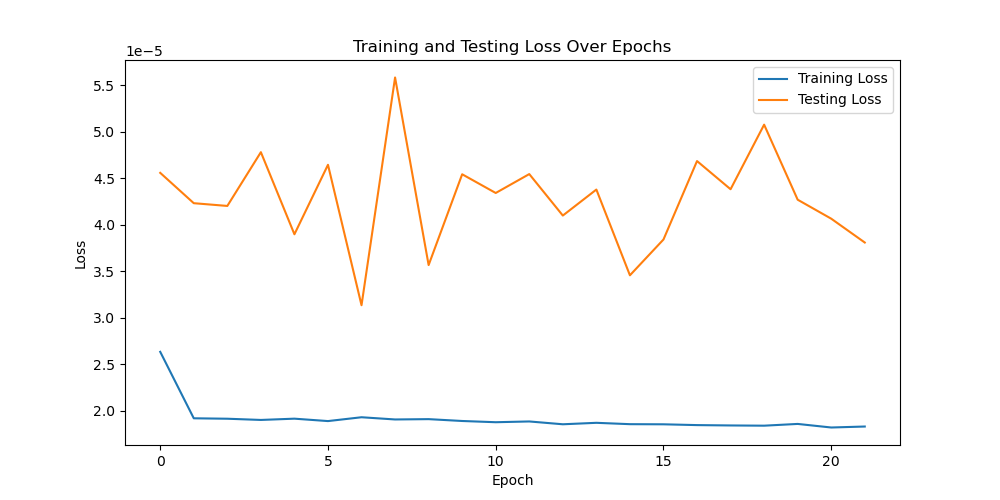 Training and Testing Loss Over Epochs
1e−5
Training Loss
Testing Loss
5.5
5.0
4.5
4.0
3.5
3.0
2.5
2.0
Loss
0 5 10 15 20
Epoch